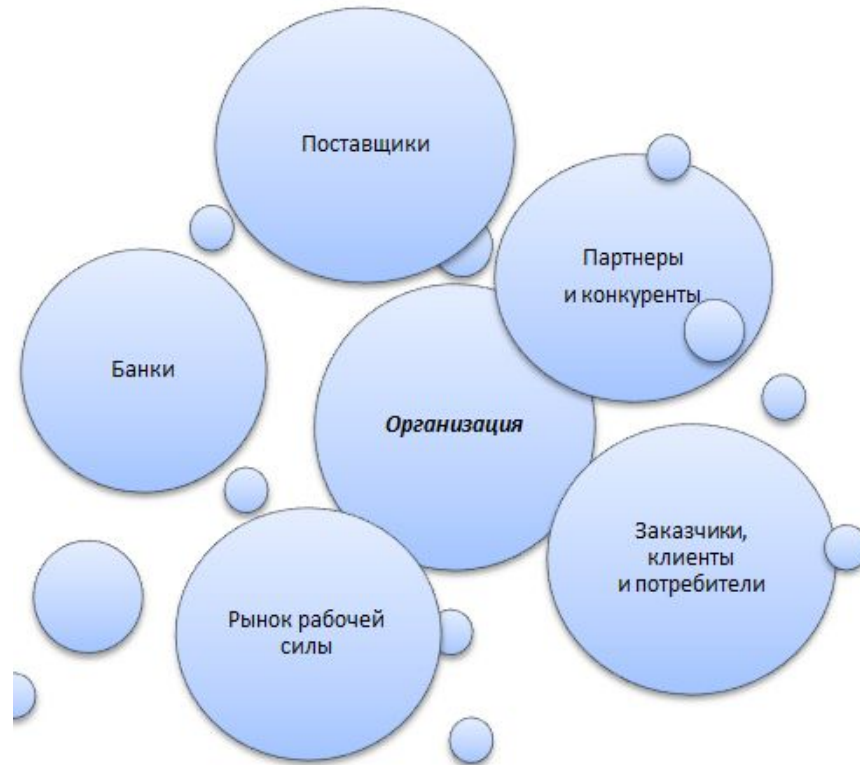 Поставщики
Партнеры
и конкуренты
Банки
Организация
Заказчики,
клиенты
и потребители
Рынок рабочей
силы